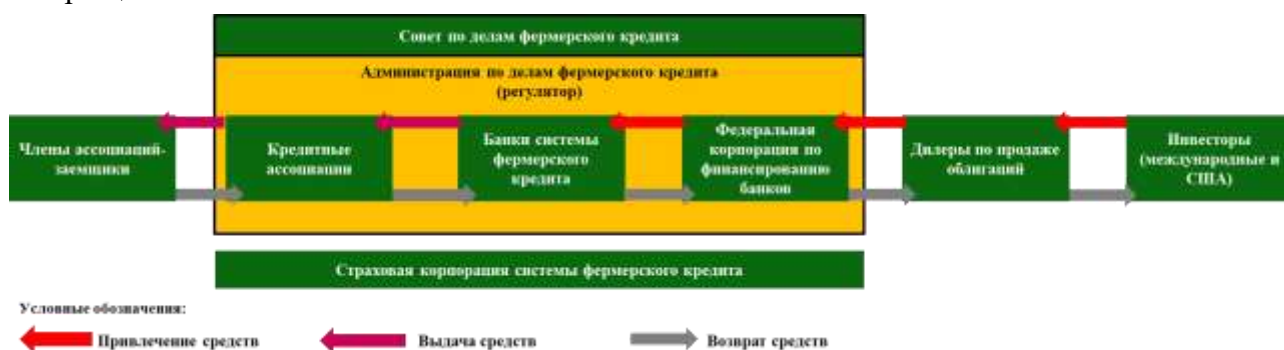 Совет по делам фермерского кредита
Администрация по делам фермерского кредита
(регулятор)
Члены ассоциаций-
заемщики
Кредитные
ассоциации
Банки системы
фермерского
кредита
Федеральная
корпорация по
финансированию
банков
Дилеры по продаже
облигаций
Инвесторы
(международные и
США)
Страховая корпорация системы фермерского кредита
Условные обозначения:
Привлечение средств
Выдача средств
Возврат средств